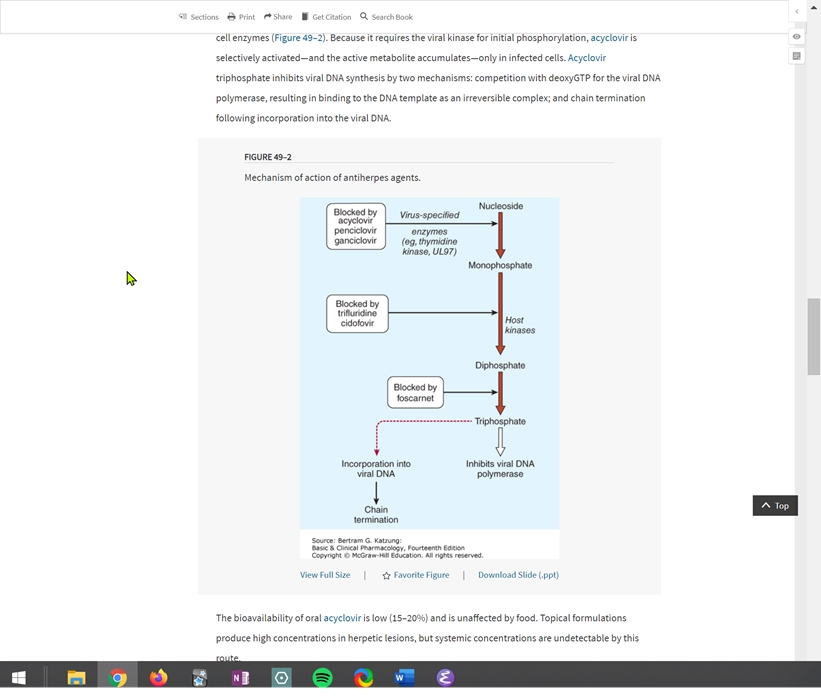 Sections Print Share Get Citation Search Book
cell enzymes (Figure 49–2). Because it requires the viral kinase for initial phosphorylation, acyclovir is
selectively activated—and the active metabolite accumulates—only in infected cells. Acyclovir
triphosphate inhibits viral DNA synthesis by two mechanisms: competition with deoxyGTP for the viral DNA
polymerase, resulting in binding to the DNA template as an irreversible complex; and chain termination
following incorporation into the viral DNA.
FIGURE 49–2
Mechanism of action of antiherpes agents.
Nucleoside
Blocked by
acyclovir
penciclovir
ganciclovir
Virus-specified
enzymes
(eg, thymidine
kinase, UL97)
Monophosphate
Blocked by
trifluridine
cidofovir
Host
kinases
Diphosphate
Blocked by
foscarnet
Triphosphate
Incorporation into
viral DNA
Inhibits viral DNA
polymerase
Chain
termination
Source: Bertram G. Katzung:
Basic & Clinical Pharmacology, Fourteenth Edition
Copyright © McGraw-Hill Education. All rights reserved.
View Full Size | Favorite Figure | Download Slide (.ppt)
Top
The bioavailability of oral acyclovir is low (15–20%) and is unaffected by food. Topical formulations
produce high concentrations in herpetic lesions, but systemic concentrations are undetectable by this
route.